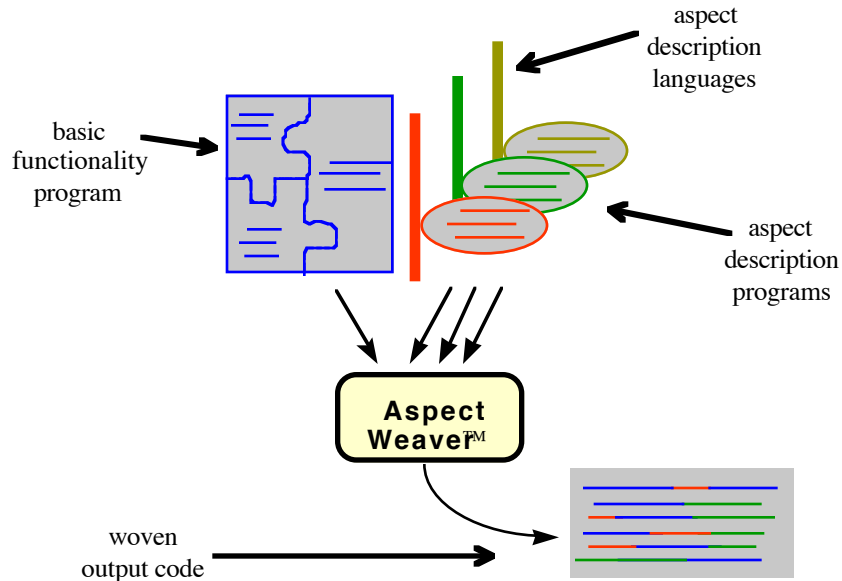 aspect
description
languages
basic
functionality
program
aspect
description
programs
Aspect
Weaver™
woven
output code